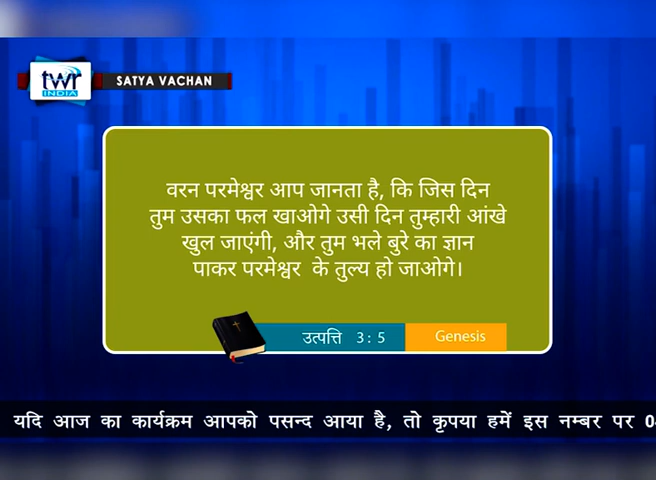 twr
INDIA
SATYA VACHAN
वरन परमेश्वर आप जानता है, कि जिस दिन
तुम उसका फल खाओगे उसी दिन तुम्हारी आंखे
खुल जाएंगी, और तुम भले बुरे का ज्ञान
पाकर परमेश्वर के तुल्य हो जाओगे।
उत्पत्ति 3: 5 Genesis
यदि आज का कार्यक्रम आपको पसन्द आया है, तो कृपया हमें इस नम्बर पर